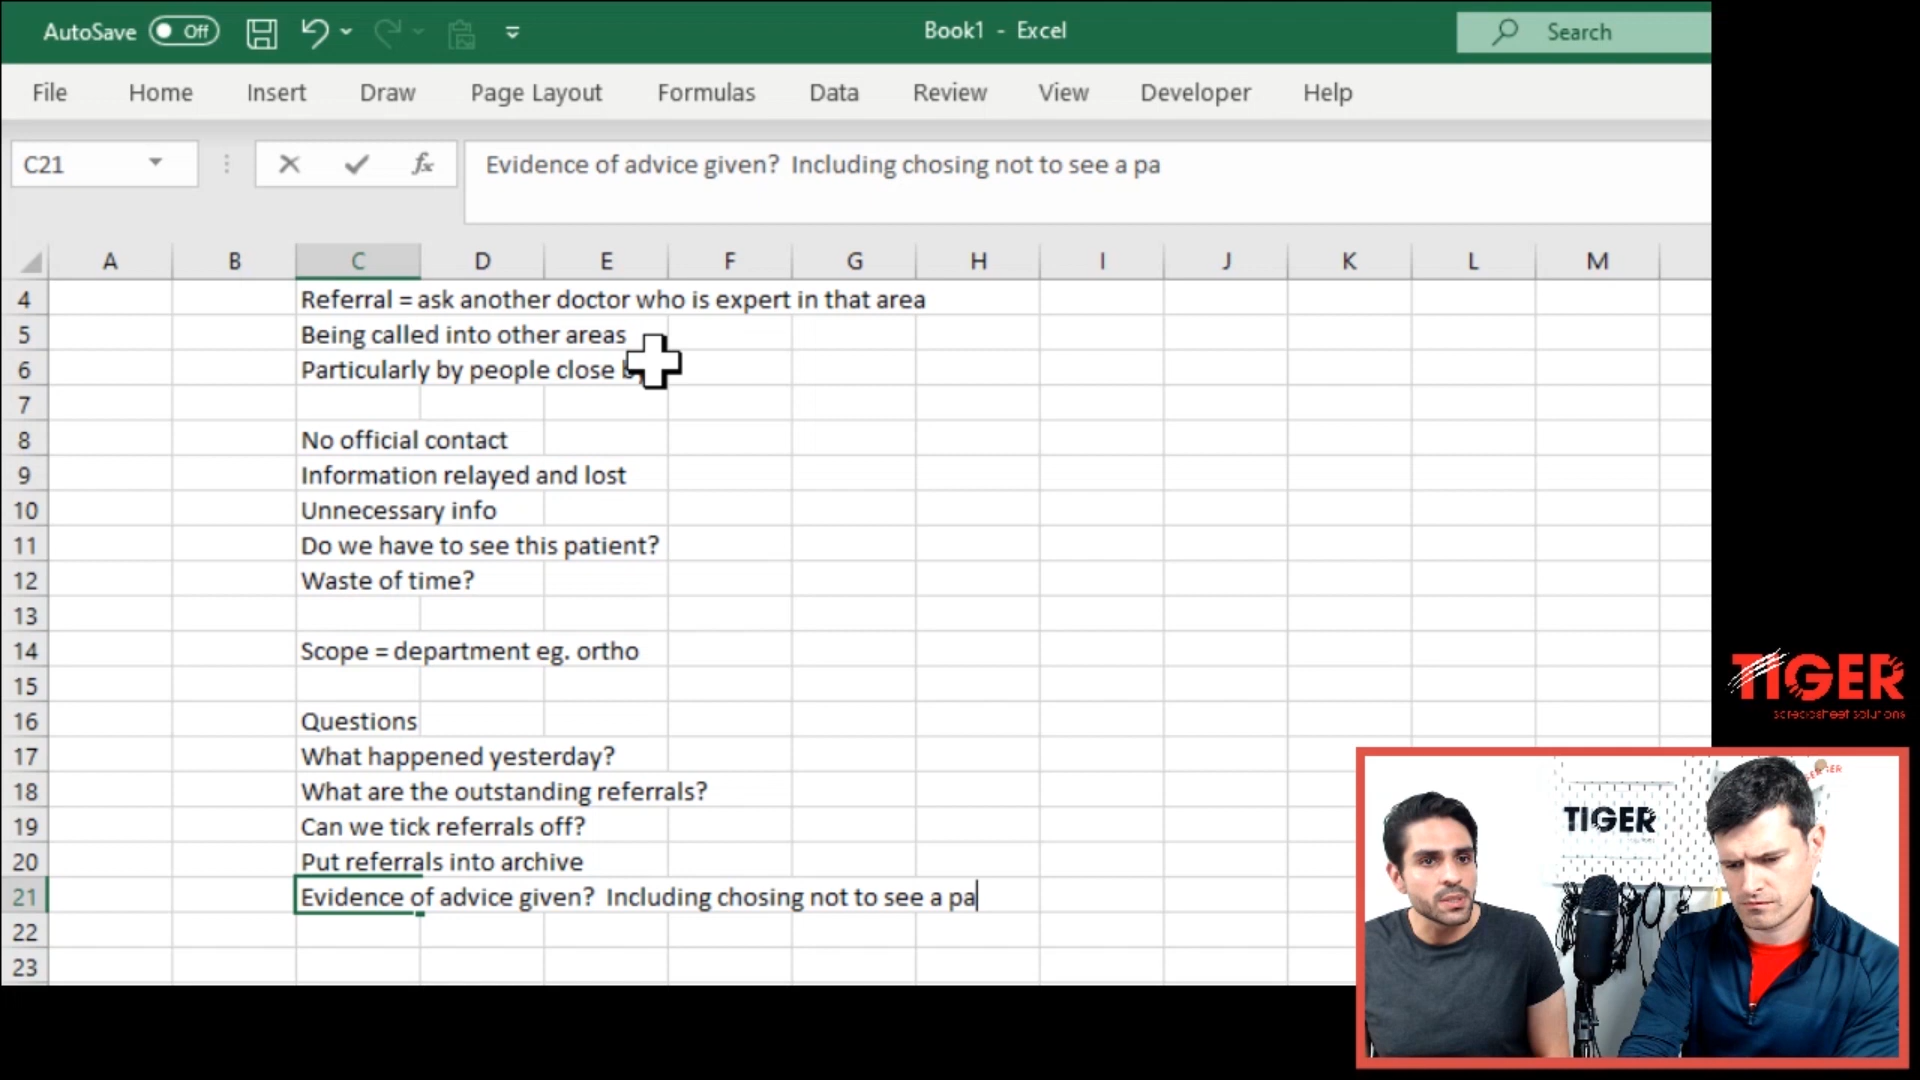 AutoSave Off
Book1 - Excel
Search
File Home Insert Draw Page Layout Formulas Data Review View Developer Help
C21 fx Evidence of advice given?  Including chosing not to see a pa
A B C D E F G H I J K L M
4 Referral = ask another doctor who is expert in that area
5 Being called into other areas
6 Particularly by people close
7
8 No official contact
9 Information relayed and lost
10 Unnecessary info
11 Do we have to see this patient?
12 Waste of time?
13
14 Scope = department eg. ortho
15
16 Questions
17 What happened yesterday?
18 What are the outstanding referrals?
19 Can we tick referrals off?
20 Put referrals into archive
21 Evidence of advice given?  Including chosing not to see a pa
22
23
TIGER
spreadsheet solutions
TIGER